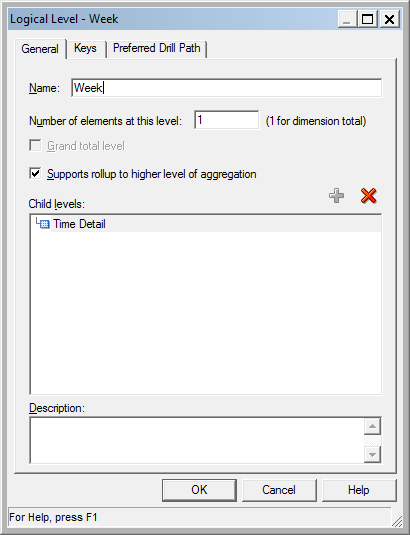 Logical Level - Week
General Keys Preferred Drill Path
Name: Week
Number of elements at this level: 1 (1 for dimension total)
Grand total level
Supports rollup to higher level of aggregation
Child levels:
Time Detail
Description:
OK Cancel Help
For Help, press F1